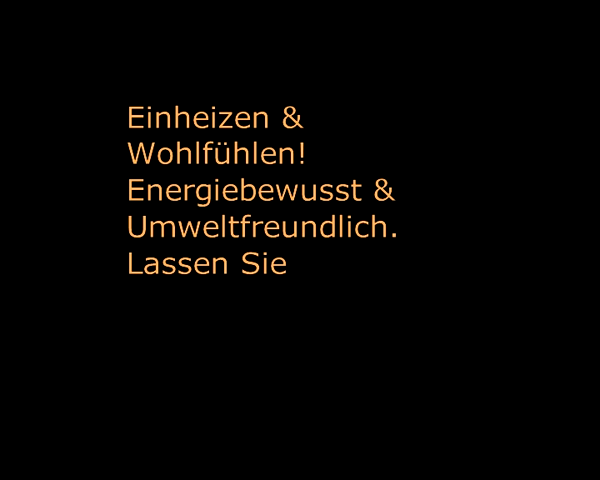 Einheizen &
Wohlfühlen!
Energiebewusst &
Umweltfreundlich.
Lassen Sie